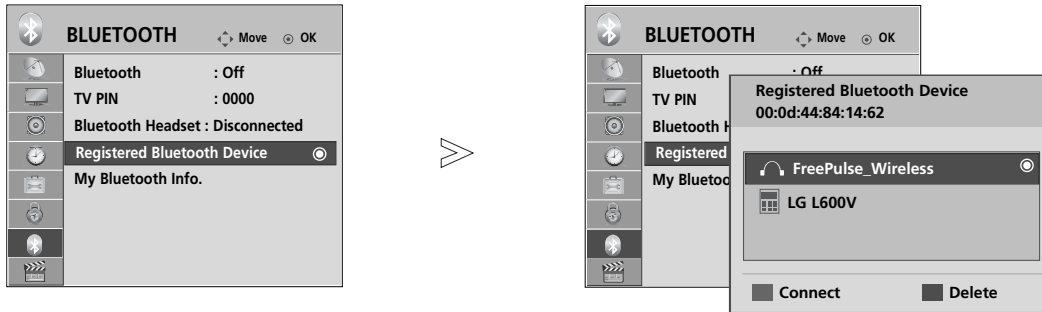 BLUETOOTH Move OK
Bluetooth : Off
TV PIN : 0000
Bluetooth Headset : Disconnected
Registered Bluetooth Device
My Bluetooth Info.
BLUETOOTH Move OK
Bluetooth : Off
TV PIN
Bluetooth H
Registered
My Bluetoo
Registered Bluetooth Device
00:0d:44:84:14:62
FreePulse_Wireless
LG L600V
Connect Delete